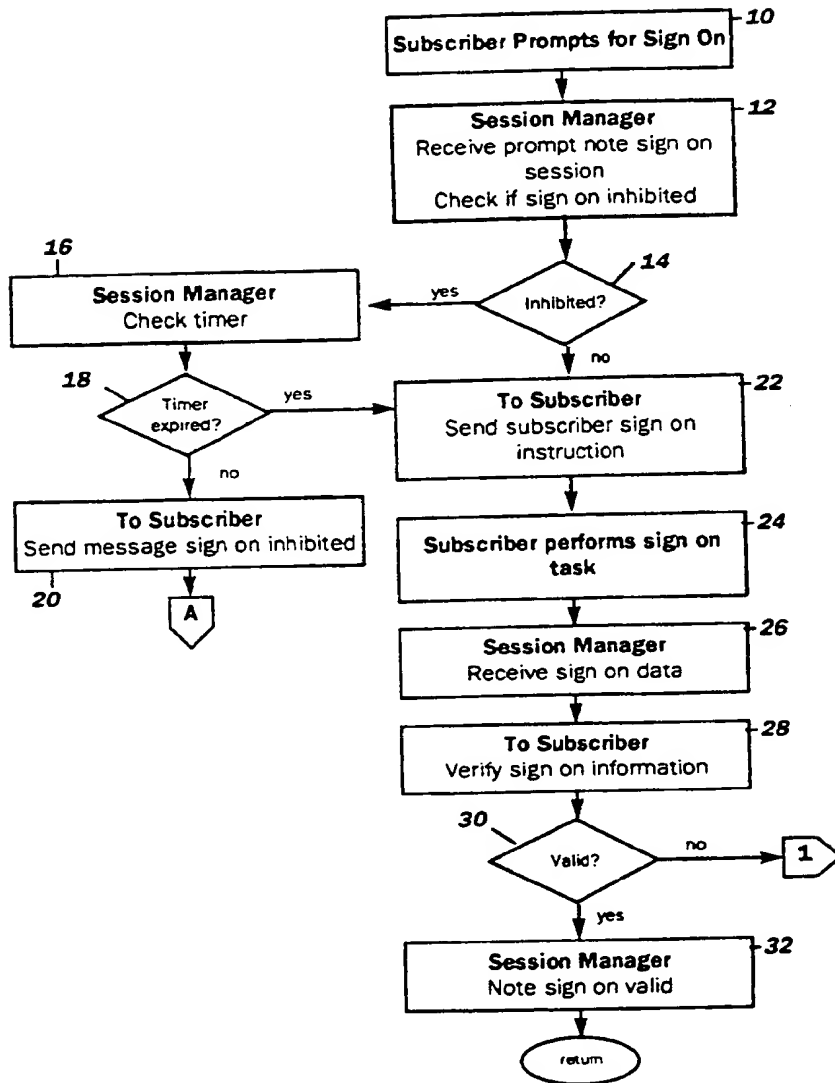 10
Subscriber Prompts for Sign On
12
Session Manager
Receive prompt note sign on
session
Check if sign on inhibited
14
Inhibited?
yes
no
16
Session Manager
Check timer
18
Timer
expired?
yes
no
20
To Subscriber
Send message sign on inhibited
A
22
To Subscriber
Send subscriber sign on
instruction
24
Subscriber performs sign on
task
26
Session Manager
Receive sign on data
28
To Subscriber
Verify sign on information
30
Valid?
no
1
yes
32
Session Manager
Note sign on valid
return